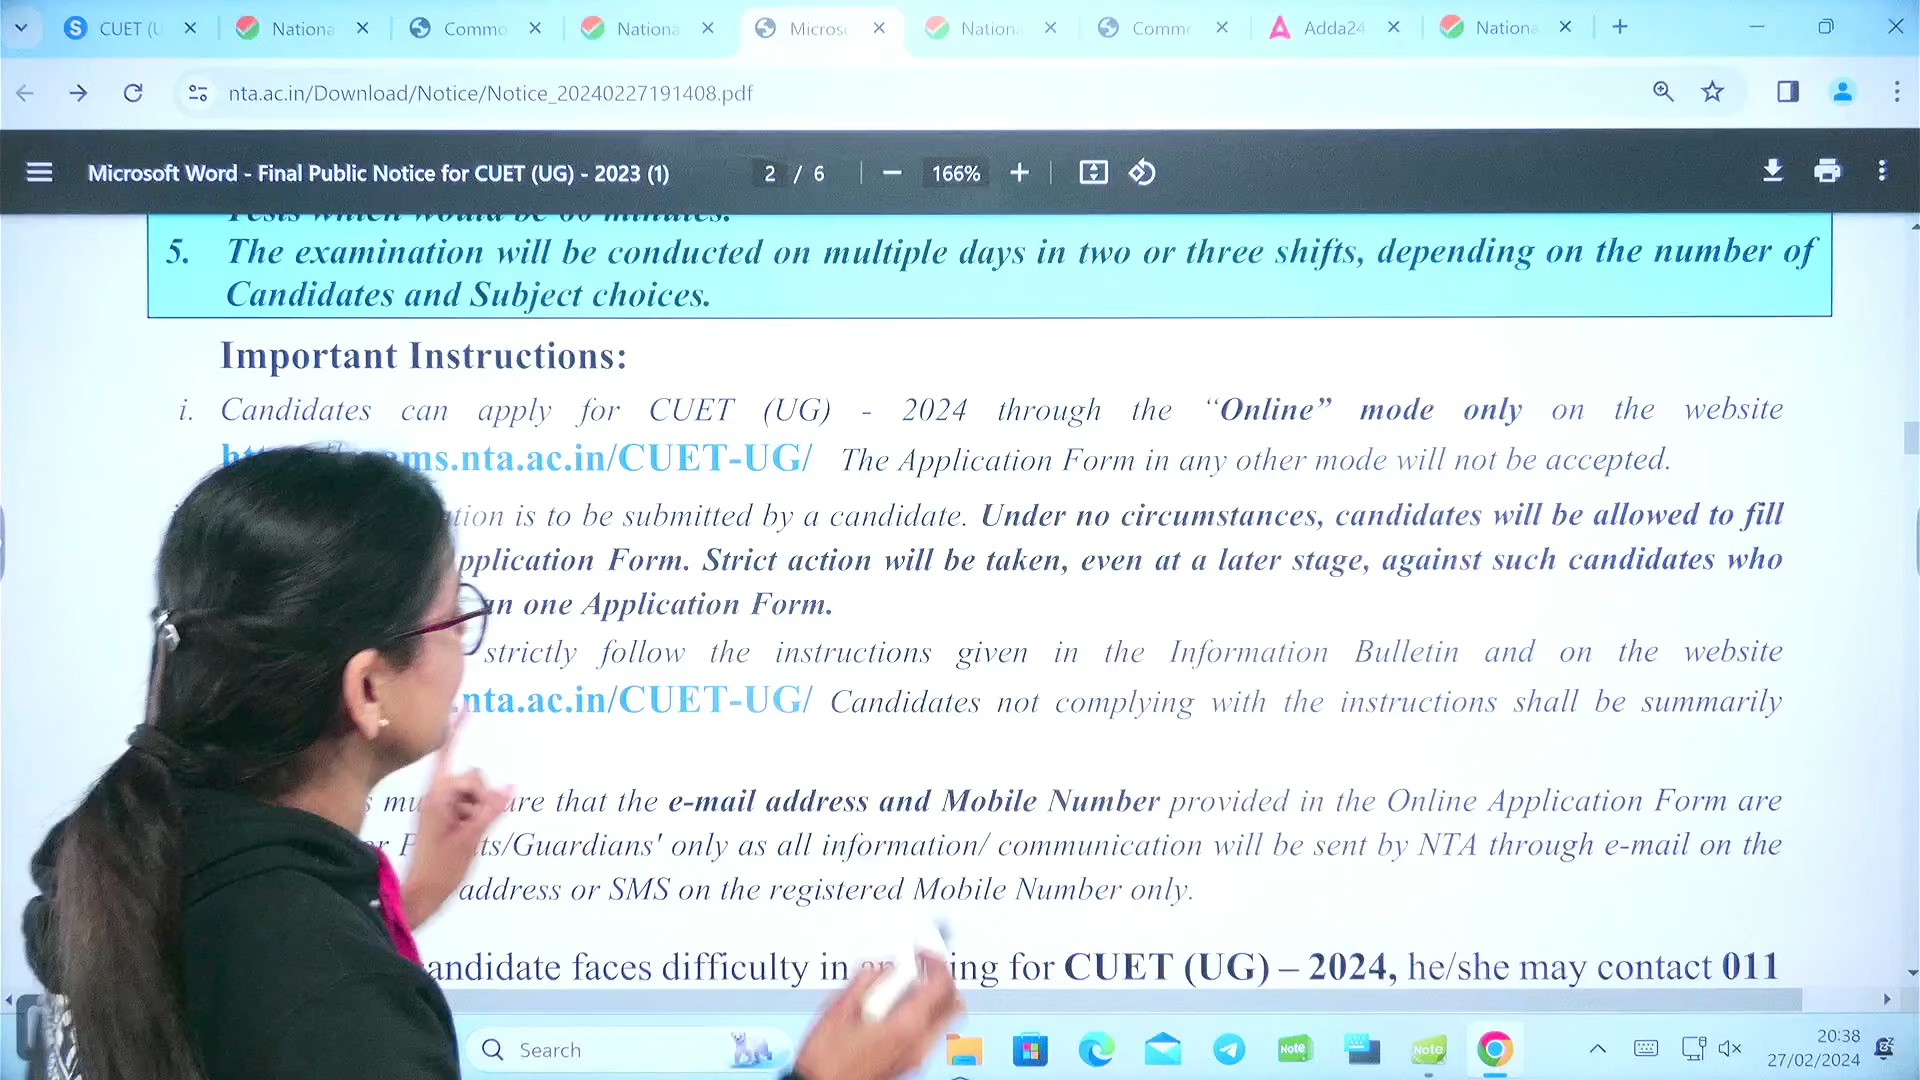 CUET (U
Nationa
Commo
Nationa
Microso
Nationa
Commo
Adda24
Nationa
nta.ac.in/Download/Notice/Notice_20240227191408.pdf
Microsoft Word - Final Public Notice for CUET (UG) - 2023 (1)
2 / 6
166%
Tests which would be 60 minutes.
5. The examination will be conducted on multiple days in two or three shifts, depending on the number of
Candidates and Subject choices.
Important Instructions:
i. Candidates can apply for CUET (UG) - 2024 through the “Online” mode only on the website
ms.nta.ac.in/CUET-UG/ The Application Form in any other mode will not be accepted.
tion is to be submitted by a candidate. Under no circumstances, candidates will be allowed to fill
pplication Form. Strict action will be taken, even at a later stage, against such candidates who
an one Application Form.
strictly follow the instructions given in the Information Bulletin and on the website
.nta.ac.in/CUET-UG/ Candidates not complying with the instructions shall be summarily
s mu ure that the e-mail address and Mobile Number provided in the Online Application Form are
or P ts/Guardians' only as all information/ communication will be sent by NTA through e-mail on the
address or SMS on the registered Mobile Number only.
andidate faces difficulty in ing for CUET (UG) – 2024, he/she may contact 011
Search
Note
Note
20:38
27/02/2024